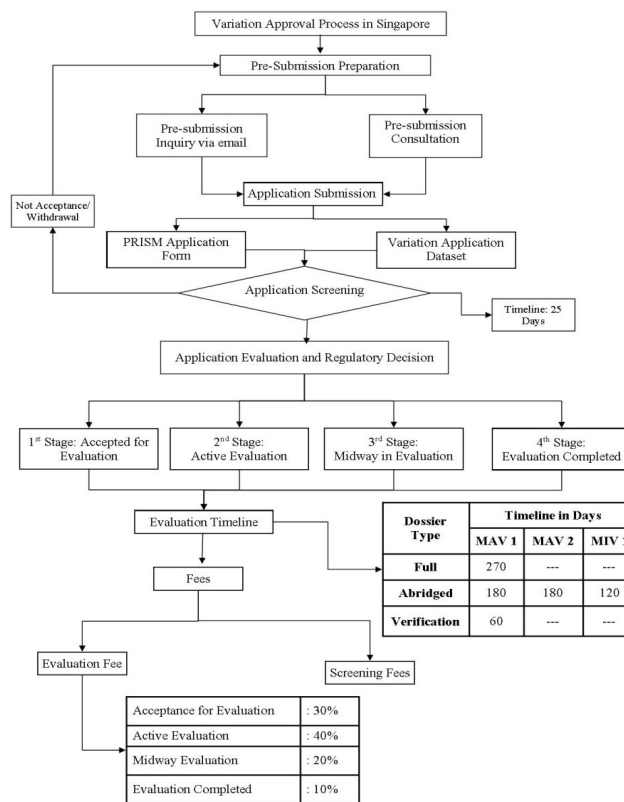 Variation Approval Process in Singapore
Pre-Submission Preparation
Pre-submission
Inquiry via email
Pre-submission
Consultation
Not Acceptance/
Withdrawal
Application Submission
PRISM Application
Form
Variation Application
Dataset
Application Screening
Timeline: 25
Days
Application Evaluation and Regulatory Decision
1st Stage: Accepted for
Evaluation
2nd Stage:
Active Evaluation
3rd Stage:
Midway in Evaluation
4th Stage:
Evaluation Completed
Evaluation Timeline
Dossier
Type
Timeline in Days
MAV 1 MAV 2 MIV 1
Full 270 --- ---
Abridged 180 180 120
Verification 60 --- ---
Fees
Evaluation Fee
Screening Fees
Acceptance for Evaluation : 30%
Active Evaluation : 40%
Midway Evaluation : 20%
Evaluation Completed : 10%